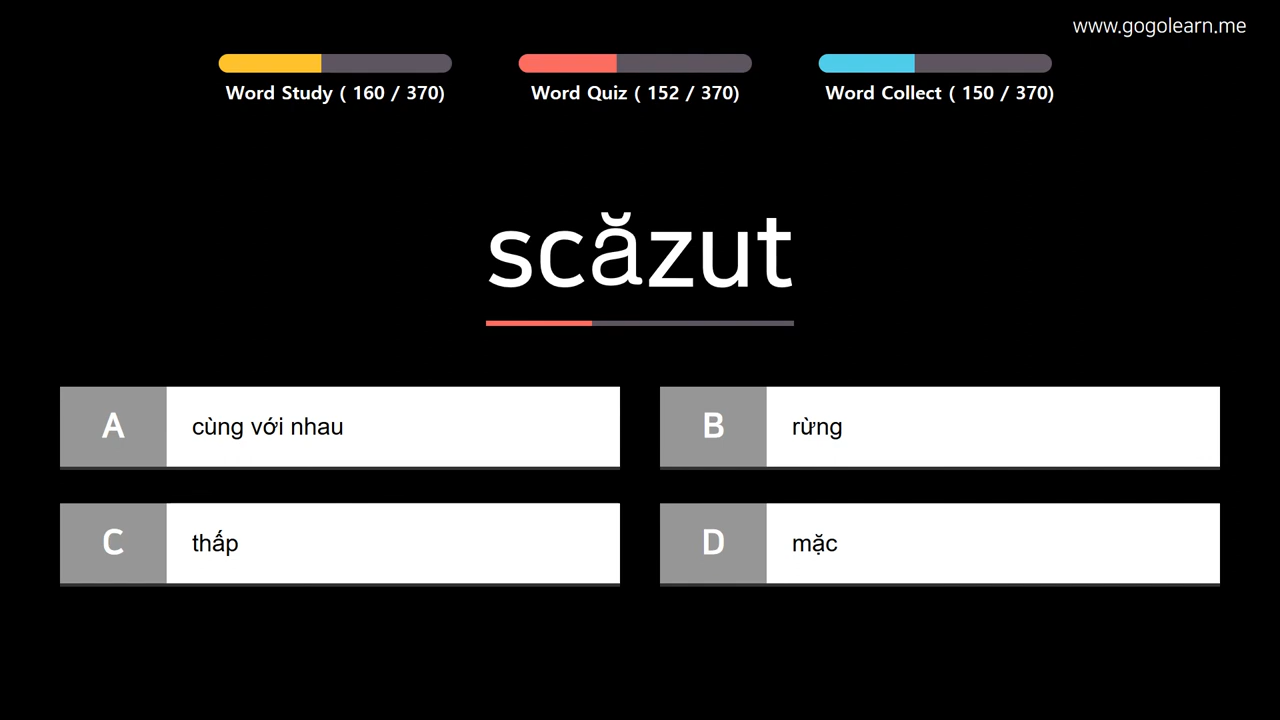 www.gogolearn.me
Word Study ( 160 / 370)
Word Quiz ( 152 / 370)
Word Collect ( 150 / 370)
scăzut
A
cùng với nhau
B
rừng
C
thấp
D
mặc